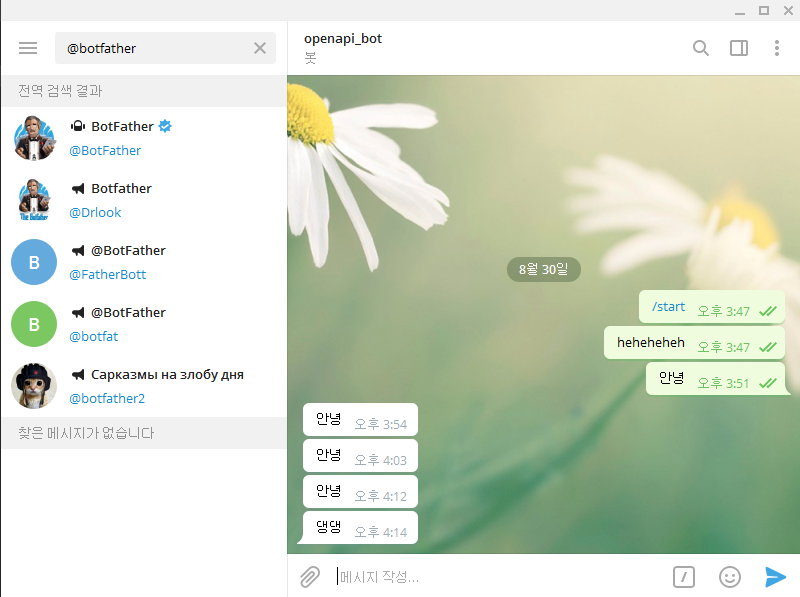 @botfather
전역 검색 결과
BotFather
@BotFather
Botfather
@Drlook
B
@BotFather
@FatherBott
B
@BotFather
@botfat
Сарказмы на злобу дня
@botfather2
찾은 메시지가 없습니다
openapi_bot
봇
8월 30일
/start 오후 3:47
heheheheh 오후 3:47
안녕 오후 3:51
안녕 오후 3:54
안녕 오후 4:03
안녕 오후 4:12
댕댕 오후 4:14
메시지 작성...